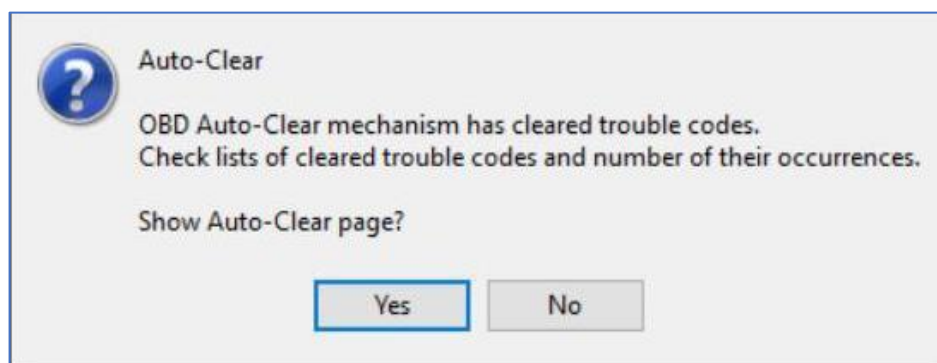 Auto-Clear
OBD Auto-Clear mechanism has cleared trouble codes.
Check lists of cleared trouble codes and number of their occurrences.
Show Auto-Clear page?
Yes
No